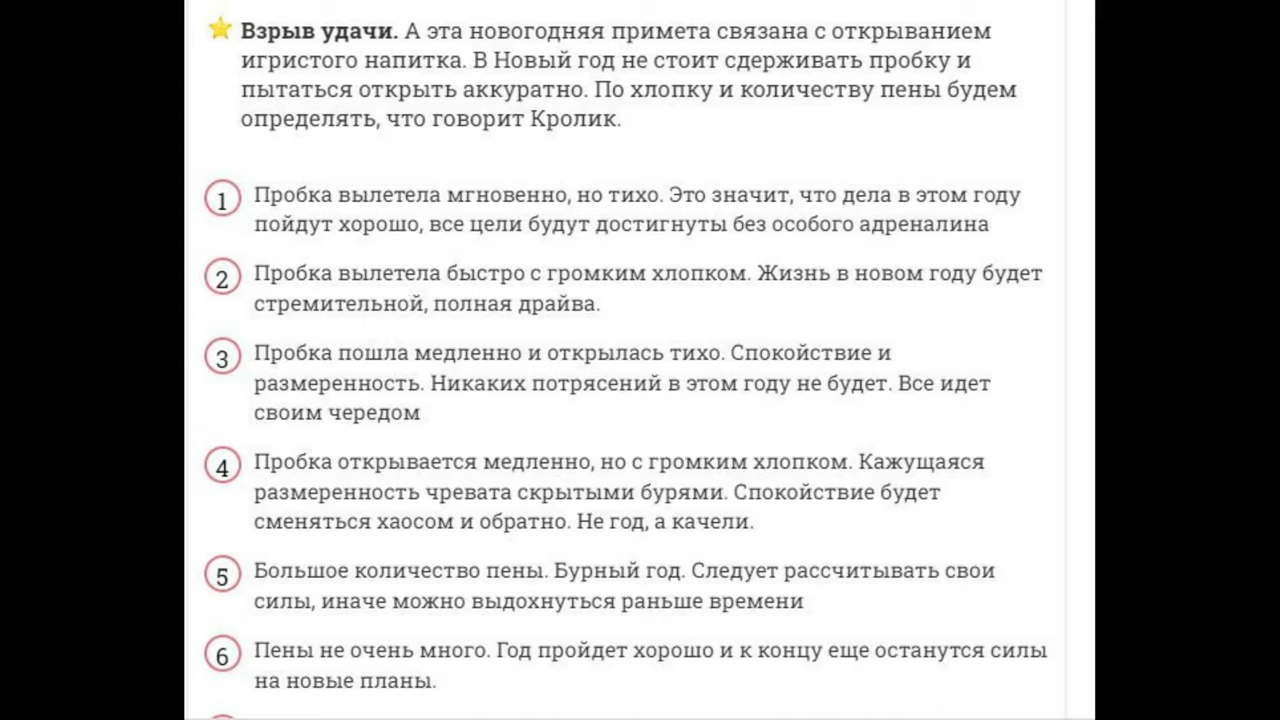 Взрыв удачи. А эта новогодняя примета связана с открыванием
игристого напитка. В Новый год не стоит сдерживать пробку и
пытаться открыть аккуратно. По хлопку и количеству пены будем
определять, что говорит Кролик.
1 Пробка вылетела мгновенно, но тихо. Это значит, что дела в этом году
пойдут хорошо, все цели будут достигнуты без особого адреналина
2 Пробка вылетела быстро с громким хлопком. Жизнь в новом году будет
стремительной, полная драйва.
3 Пробка пошла медленно и открылась тихо. Спокойствие и
размеренность. Никаких потрясений в этом году не будет. Все идет
своим чередом
4 Пробка открывается медленно, но с громким хлопком. Кажущаяся
размеренность чревата скрытыми бурями. Спокойствие будет
сменяться хаосом и обратно. Не год, а качели.
5 Большое количество пены. Бурный год. Следует рассчитывать свои
силы, иначе можно выдохнуться раньше времени
6 Пены не очень много. Год пройдет хорошо и к концу еще останутся силы
на новые планы.